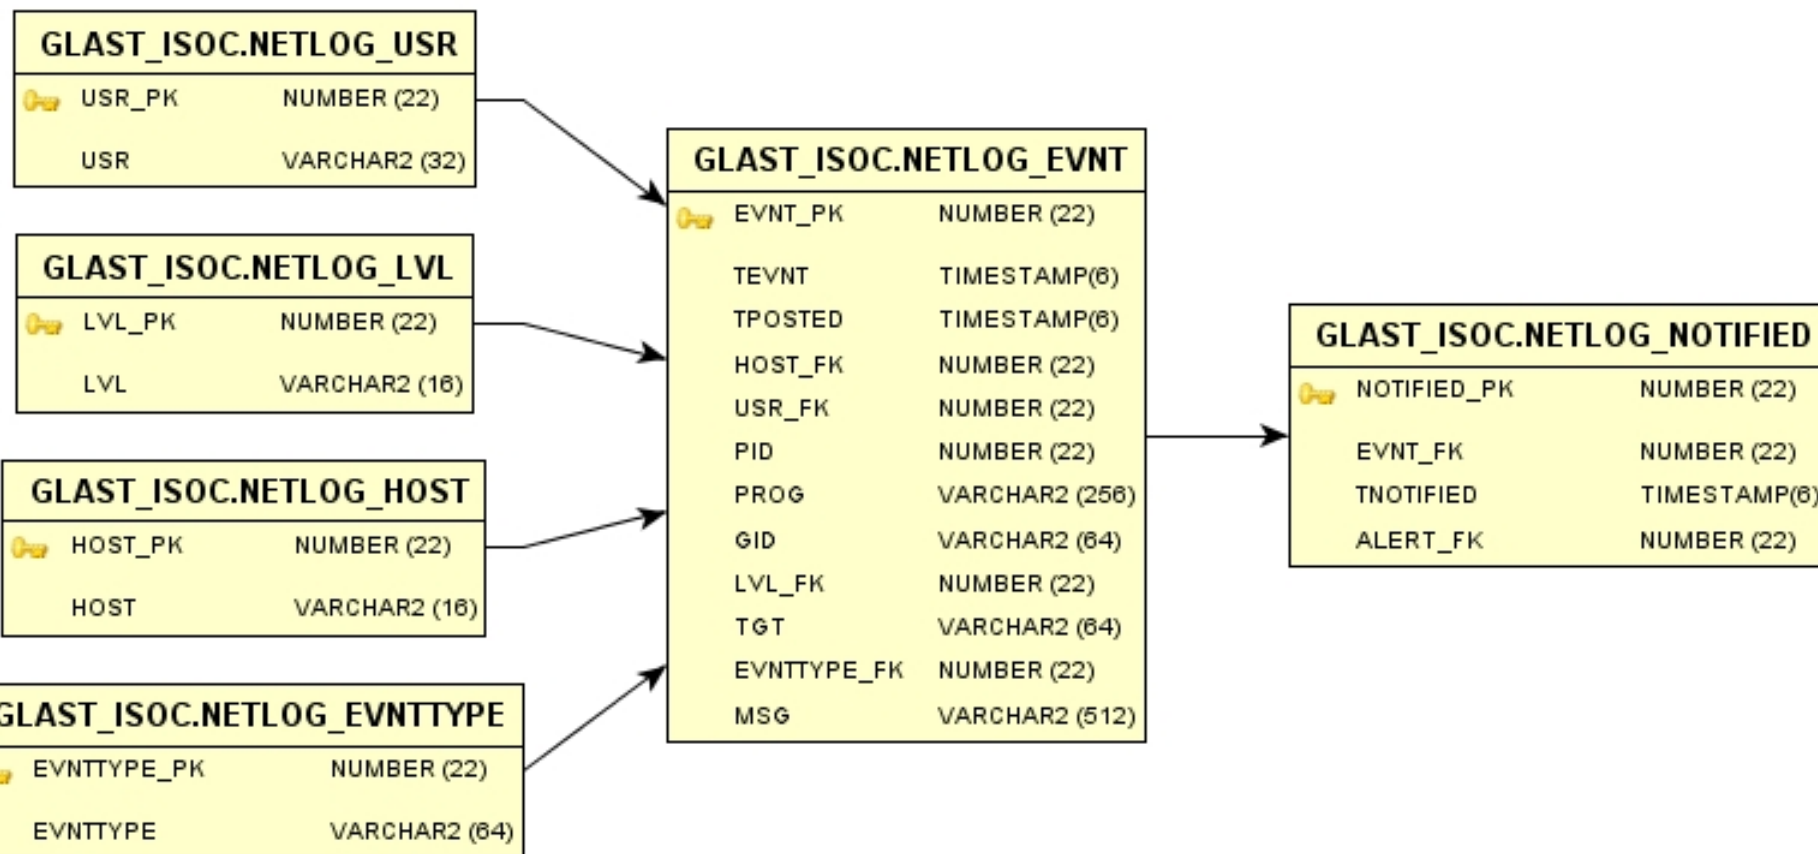 GLAST_ISOC.NETLOG_USR
USR_PK NUMBER (22)
USR VARCHAR2 (32)
GLAST_ISOC.NETLOG_LVL
LVL_PK NUMBER (22)
LVL VARCHAR2 (16)
GLAST_ISOC.NETLOG_HOST
HOST_PK NUMBER (22)
HOST VARCHAR2 (16)
GLAST_ISOC.NETLOG_EVNTTYPE
EVNTTYPE_PK NUMBER (22)
EVNTTYPE VARCHAR2 (64)
GLAST_ISOC.NETLOG_EVNT
EVNT_PK NUMBER (22)
TEVNT TIMESTAMP(6)
TPOSTED TIMESTAMP(6)
HOST_FK NUMBER (22)
USR_FK NUMBER (22)
PID NUMBER (22)
PROG VARCHAR2 (256)
GID VARCHAR2 (64)
LVL_FK NUMBER (22)
TGT VARCHAR2 (64)
EVNTTYPE_FK NUMBER (22)
MSG VARCHAR2 (512)
GLAST_ISOC.NETLOG_NOTIFIED
NOTIFIED_PK NUMBER (22)
EVNT_FK NUMBER (22)
TNOTIFIED TIMESTAMP(6)
ALERT_FK NUMBER (22)